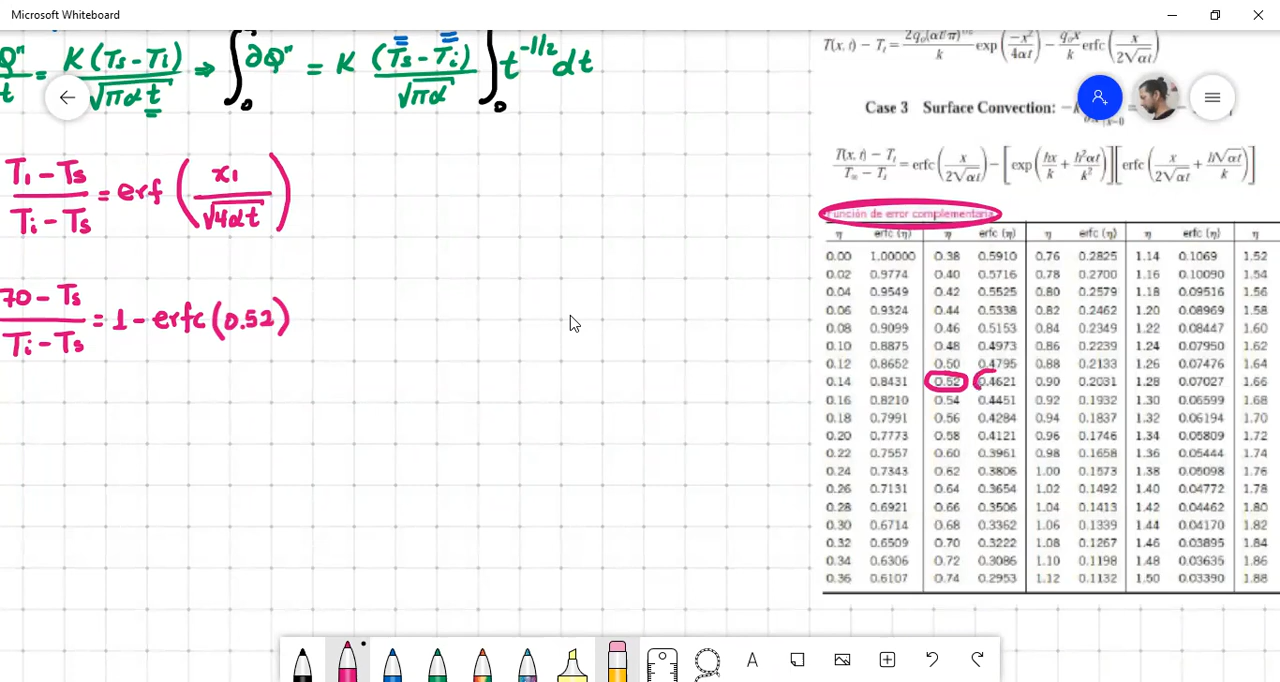 Microsoft Whiteboard
Q"/t = K(Ts-Ti)/√παt ⇒ ∫₀ ∂Q" = K (Ts-Ti)/√πα ∫₀ t^-1/2 dt
T1-Ts/Ti-Ts = erf (x1/√4αt)
70-Ts/Ti-Ts = 1-erfc(0.52)
Case 3 Surface Convection:
T(x, t) − Ti/T∞ − Ti = erfc(x/2√αt) − [exp(hx/k + h²αt/k²)][erfc(x/2√αt + h√αt/k)]
Función de error complementaria
η erfc (η) η erfc (η) η erfc (η) η erfc (η) η
0.00 1.00000 0.38 0.5910 0.76 0.2825 1.14 0.1069 1.52
0.02 0.9774 0.40 0.5716 0.78 0.2700 1.16 0.10090 1.54
0.04 0.9549 0.42 0.5525 0.80 0.2579 1.18 0.09516 1.56
0.06 0.9324 0.44 0.5338 0.82 0.2462 1.20 0.08969 1.58
0.08 0.9099 0.46 0.5153 0.84 0.2349 1.22 0.08447 1.60
0.10 0.8875 0.48 0.4973 0.86 0.2239 1.24 0.07950 1.62
0.12 0.8652 0.50 0.4795 0.88 0.2133 1.26 0.07476 1.64
0.14 0.8431 0.52 0.4621 0.90 0.2031 1.28 0.07027 1.66
0.16 0.8210 0.54 0.4451 0.92 0.1932 1.30 0.06599 1.68
0.18 0.7991 0.56 0.4284 0.94 0.1837 1.32 0.06194 1.70
0.20 0.7773 0.58 0.4121 0.96 0.1746 1.34 0.05809 1.72
0.22 0.7557 0.60 0.3961 0.98 0.1658 1.36 0.05444 1.74
0.24 0.7343 0.62 0.3806 1.00 0.1573 1.38 0.05098 1.76
0.26 0.7131 0.64 0.3654 1.02 0.1492 1.40 0.04772 1.78
0.28 0.6921 0.66 0.3506 1.04 0.1413 1.42 0.04462 1.80
0.30 0.6714 0.68 0.3362 1.06 0.1339 1.44 0.04170 1.82
0.32 0.6509 0.70 0.3222 1.08 0.1267 1.46 0.03895 1.84
0.34 0.6306 0.72 0.3086 1.10 0.1198 1.48 0.03635 1.86
0.36 0.6107 0.74 0.2953 1.12 0.1132 1.50 0.03390 1.88